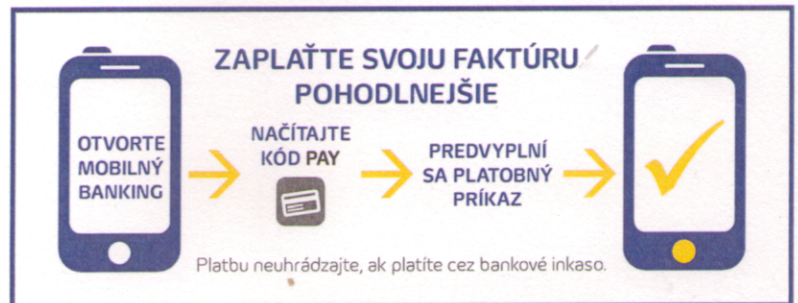 ZAPLAŤTE SVOJU FAKTÚRU
POHODLNEJŠIE
OTVORTE
MOBILNÝ
BANKING
NAČÍTAJTE
KÓD PAY
PREDVYPLNÍ
SA PLATOBNÝ
PRÍKAZ
Platbu neuhrádzajte, ak platíte cez bankové inkaso.